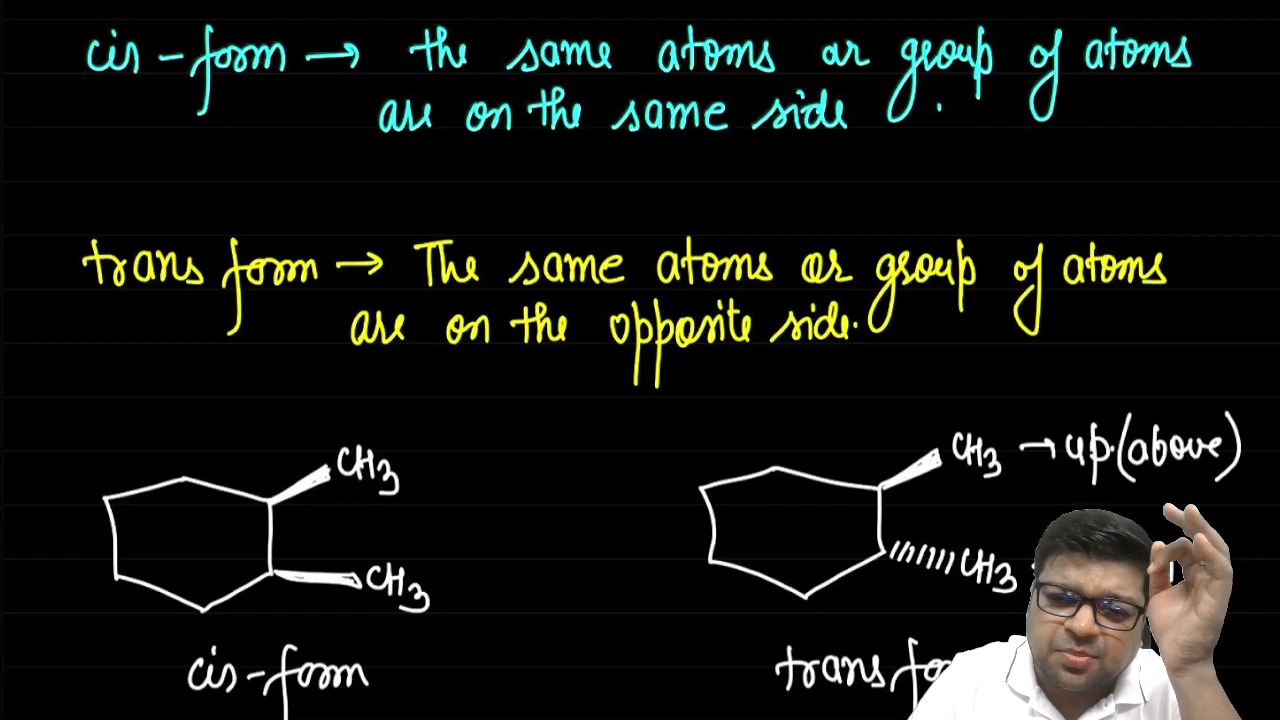 cis-form → the same atoms or group of atoms
are on the same side.
trans form → The same atoms or group of atoms
are on the opposite side.
CH3
CH3
cis-form
CH3 → up.(above)
CH3
trans